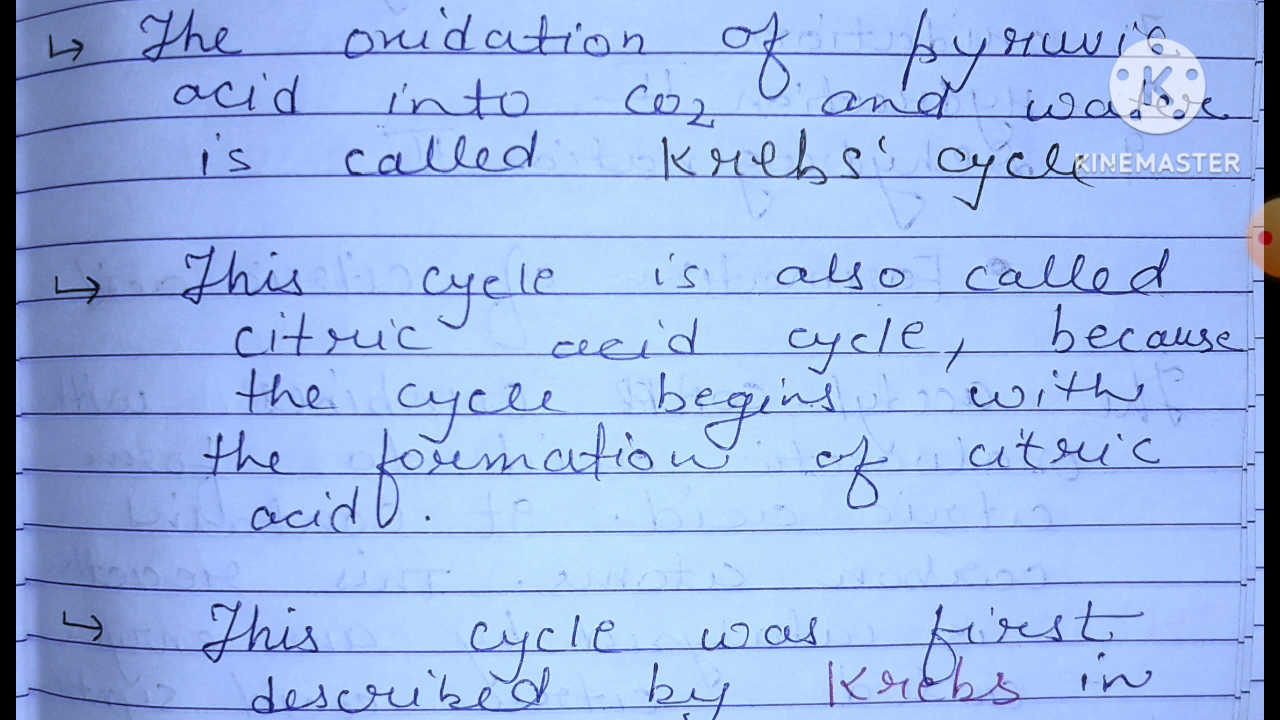 ↳ The oxidation of pyruvic
acid into CO2 and water
is called Krebs' cycle
KINEMASTER
↳ This cycle is also called
citric acid cycle, because
the cycle begins with
the formation of citric
acid.
↳ This cycle was first
described by Krebs in